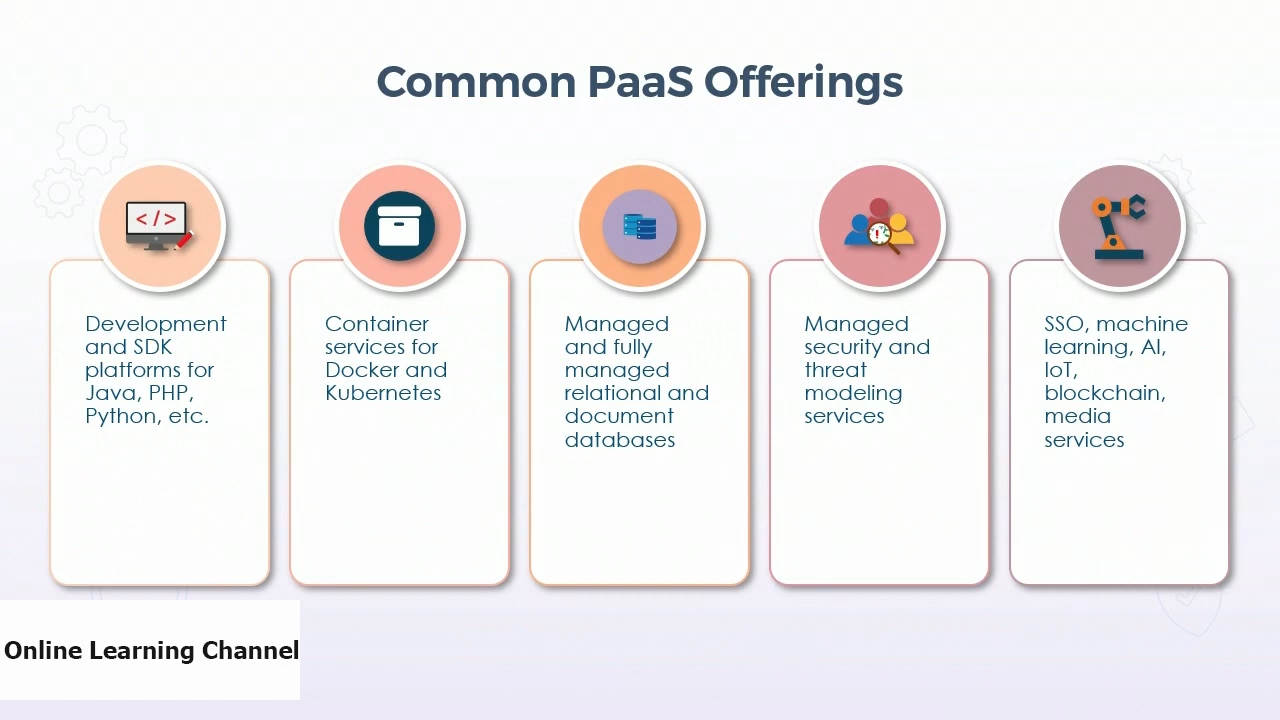 Common PaaS Offerings
</>
Development
and SDK
platforms for
Java, PHP,
Python, etc.
Container
services for
Docker and
Kubernetes
Managed
and fully
managed
relational and
document
databases
Managed
security and
threat
modeling
services
SSO, machine
learning, AI,
IoT,
blockchain,
media
services
Online Learning Channel